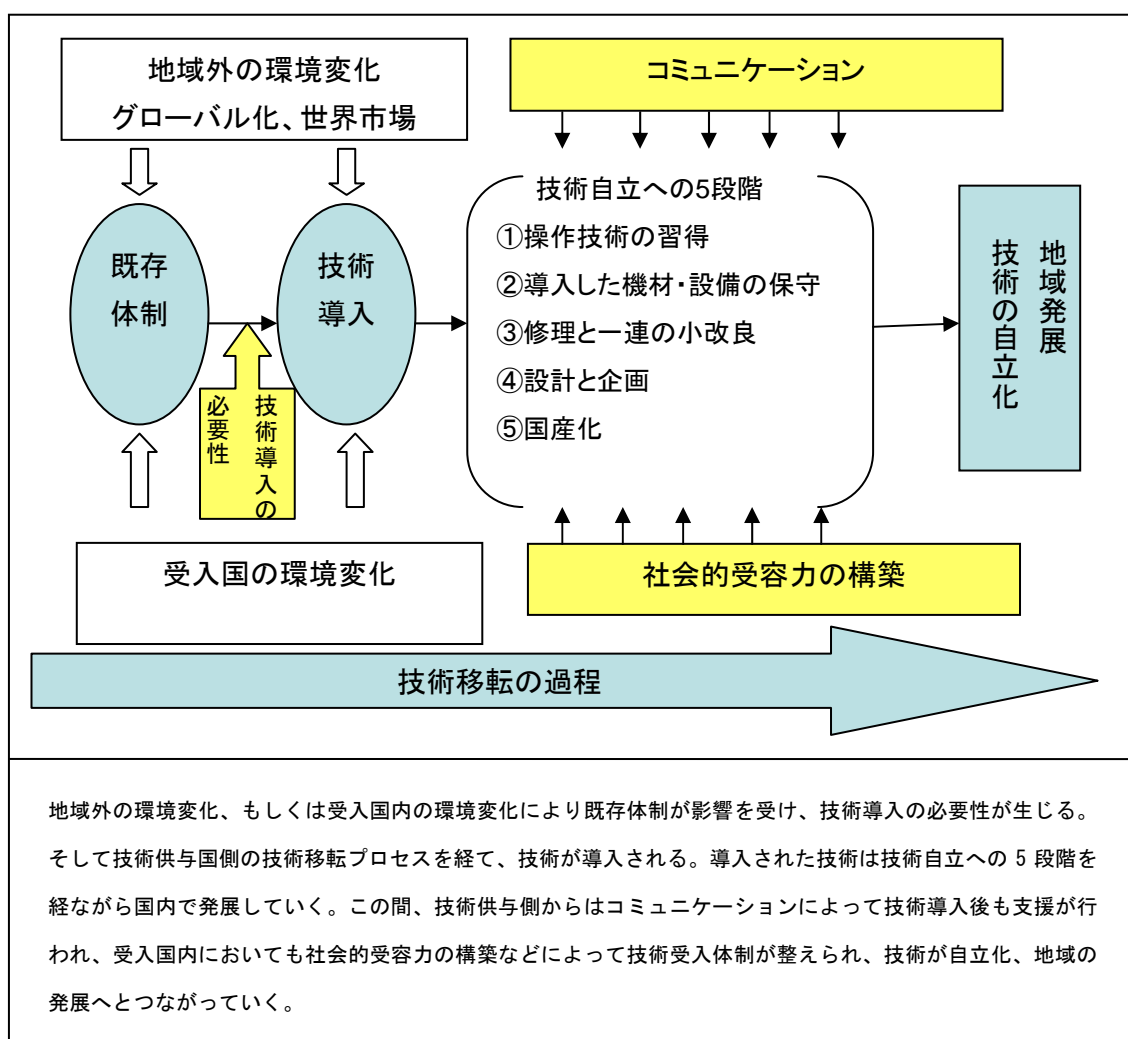 地域外の環境変化
グローバル化、世界市場
コミュニケーション
既存
体制
技術
導入
技術導入の
必要性
技術自立への5段階
①操作技術の習得
②導入した機材・設備の保守
③修理と一連の小改良
④設計と企画
⑤国産化
地域発展
技術の自立化
受入国の環境変化
社会的受容力の構築
技術移転の過程
地域外の環境変化、もしくは受入国内の環境変化により既存体制が影響を受け、技術導入の必要性が生じる。
そして技術供与国側の技術移転プロセスを経て、技術が導入される。導入された技術は技術自立への 5 段階を
経ながら国内で発展していく。この間、技術供与側からはコミュニケーションによって技術導入後も支援が行
われ、受入国内においても社会的受容力の構築などによって技術受入体制が整えられ、技術が自立化、地域の
発展へとつながっていく。